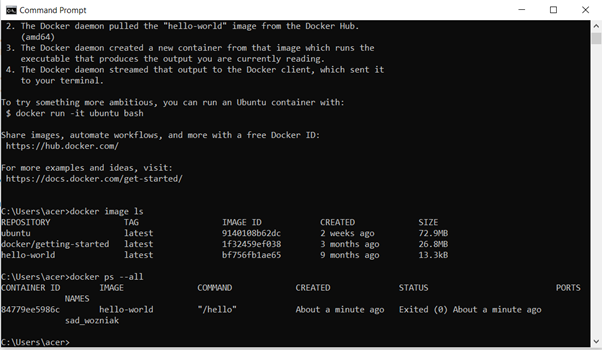 Command Prompt
2. The Docker daemon pulled the "hello-world" image from the Docker Hub.
(amd64)
3. The Docker daemon created a new container from that image which runs the
executable that produces the output you are currently reading.
4. The Docker daemon streamed that output to the Docker client, which sent it
to your terminal.
To try something more ambitious, you can run an Ubuntu container with:
$ docker run -it ubuntu bash
Share images, automate workflows, and more with a free Docker ID:
https://hub.docker.com/
For more examples and ideas, visit:
https://docs.docker.com/get-started/
C:\Users\acer>docker image ls
REPOSITORY TAG IMAGE ID CREATED SIZE
ubuntu latest 9140108b62dc 2 weeks ago 72.9MB
docker/getting-started latest 1f32459ef038 3 months ago 26.8MB
hello-world latest bf756fb1ae65 9 months ago 13.3kB
C:\Users\acer>docker ps --all
CONTAINER ID IMAGE COMMAND CREATED STATUS PORTS
NAMES
84779ee5986c hello-world "/hello" About a minute ago Exited (0) About a minute ago
sad_wozniak
C:\Users\acer>